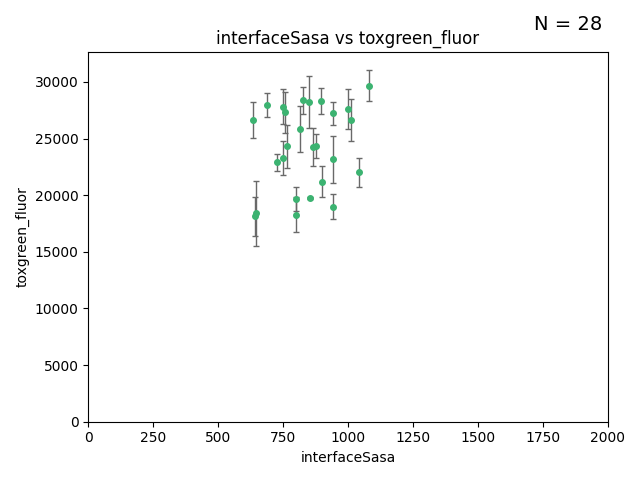 N = 28
interfaceSasa vs toxgreen_fluor
30000
25000
20000
15000
10000
5000
0
toxgreen_fluor
0 250 500 750 1000 1250 1500 1750 2000
interfaceSasa